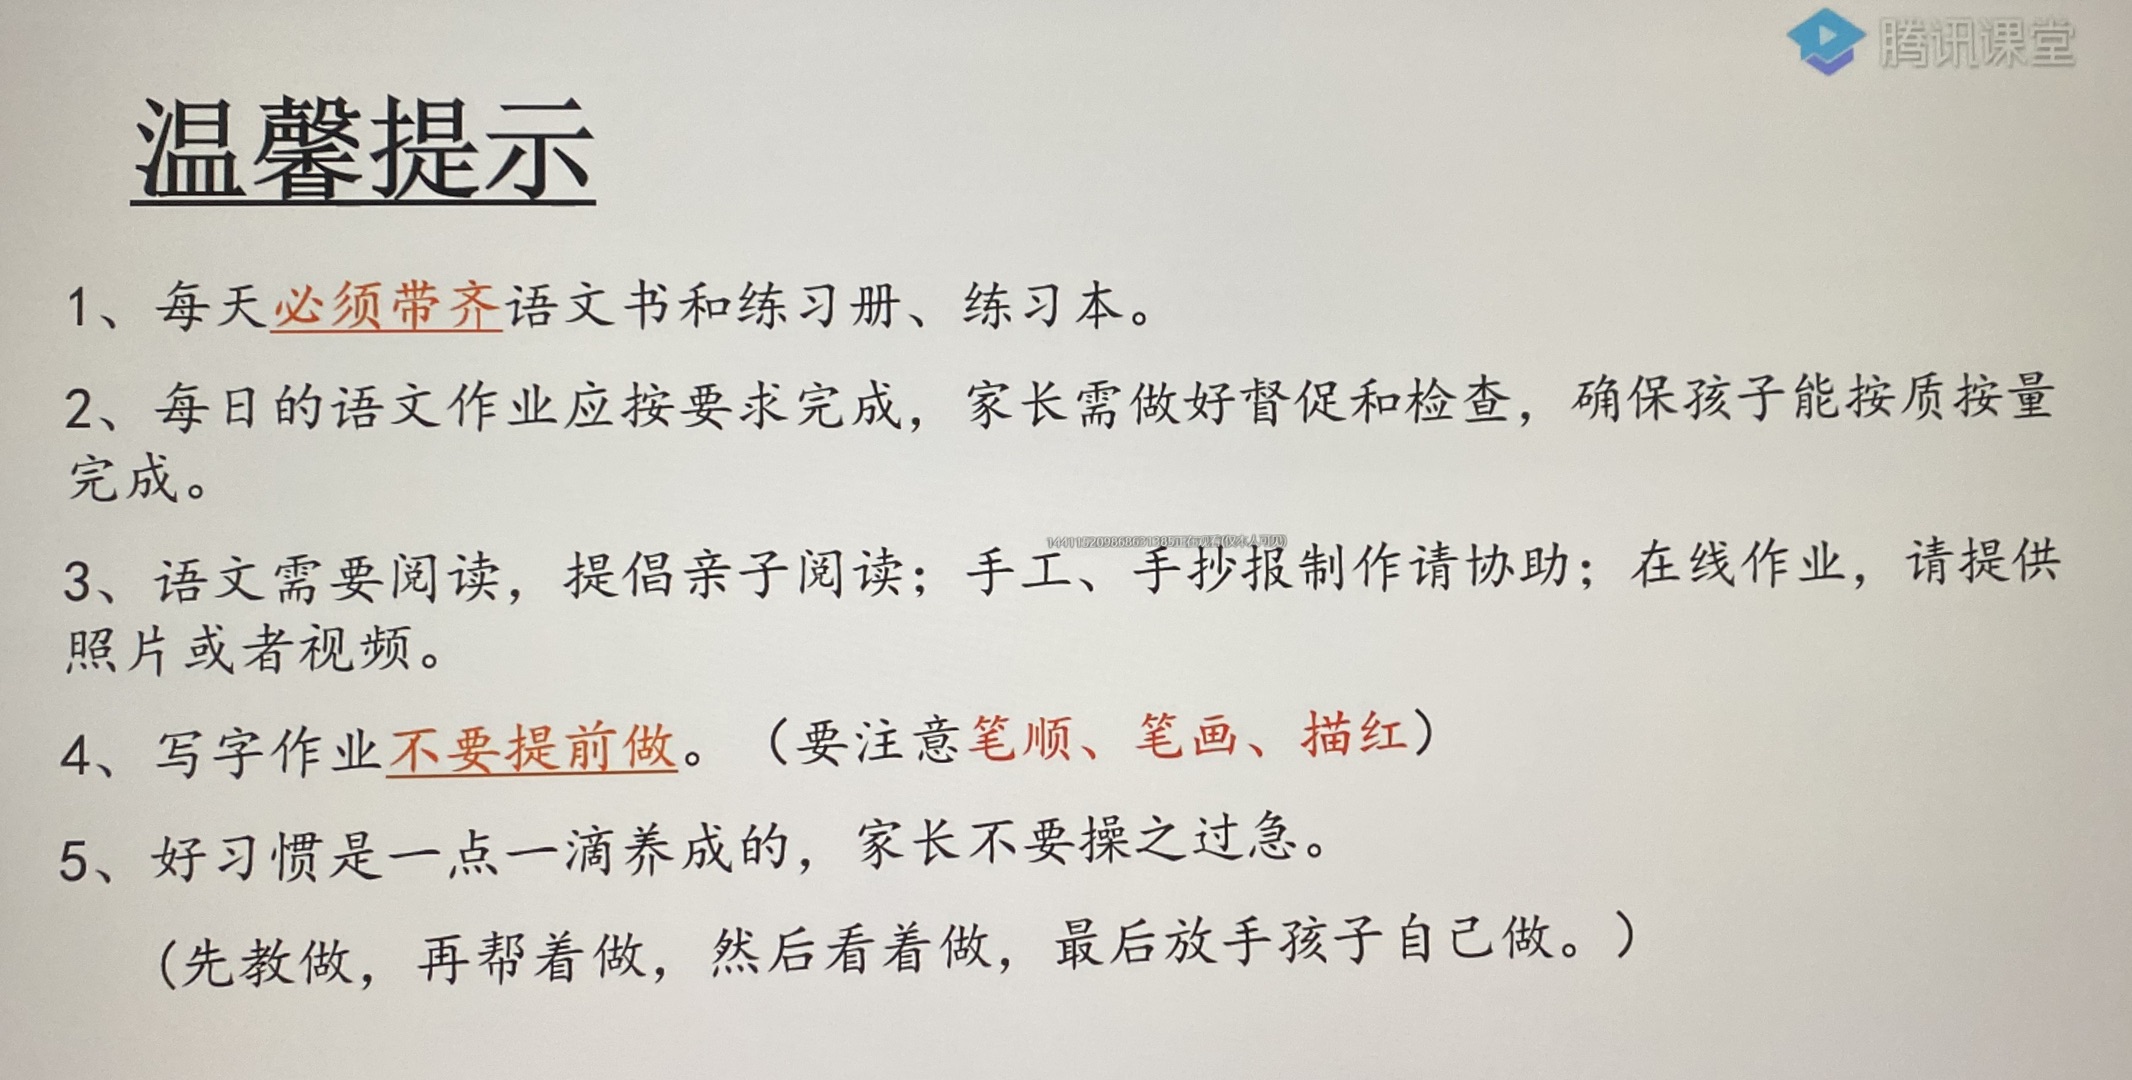 腾讯课堂
温馨提示
1、每天必须带齐语文书和练习册、练习本。
2、每日的语文作业应按要求完成，家长需做好督促和检查，确保孩子能按质按量
完成。
3、语文需要阅读，提倡亲子阅读；手工、手抄报制作请协助；在线作业，请提供
照片或者视频。
4、写字作业不要提前做。（要注意笔顺、笔画、描红）
5、好习惯是一点一滴养成的，家长不要操之过急。
（先教做，再帮着做，然后看着做，最后放手孩子自己做。）